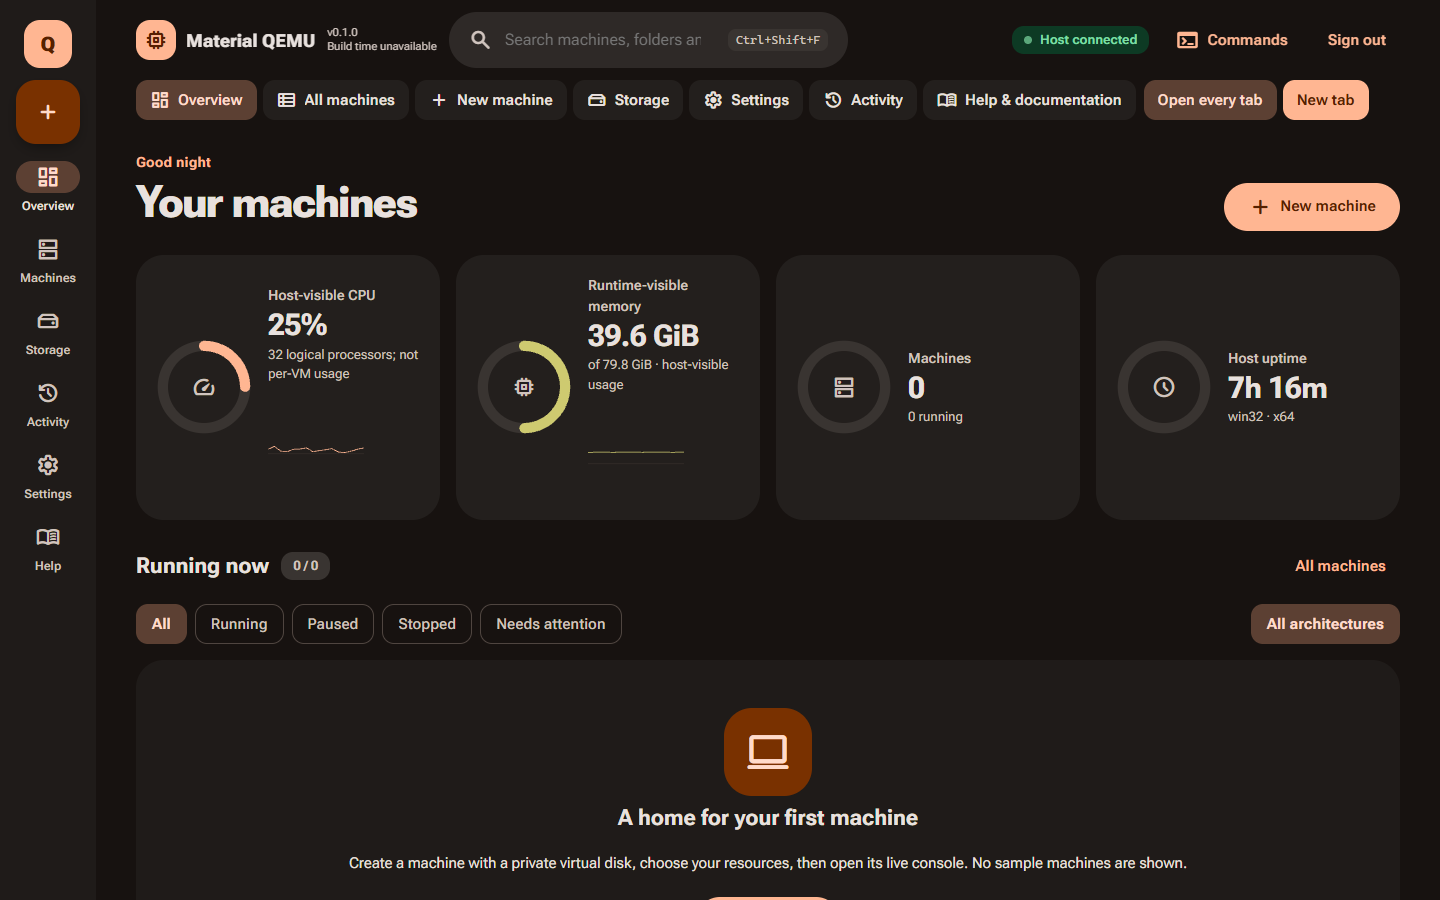 Q
Material QEMU
v0.1.0
Build time unavailable
Search machines, folders an
Ctrl+Shift+F
Host connected
Commands
Sign out
Overview
All machines
New machine
Storage
Settings
Activity
Help & documentation
Open every tab
New tab
Overview
Machines
Storage
Activity
Settings
Help
Good night
Your machines
New machine
Host-visible CPU
25%
32 logical processors; not
per-VM usage
Runtime-visible
memory
39.6 GiB
of 79.8 GiB · host-visible
usage
Machines
0
0 running
Host uptime
7h 16m
win32 · x64
Running now
0 / 0
All machines
All
Running
Paused
Stopped
Needs attention
All architectures
A home for your first machine
Create a machine with a private virtual disk, choose your resources, then open its live console. No sample machines are shown.